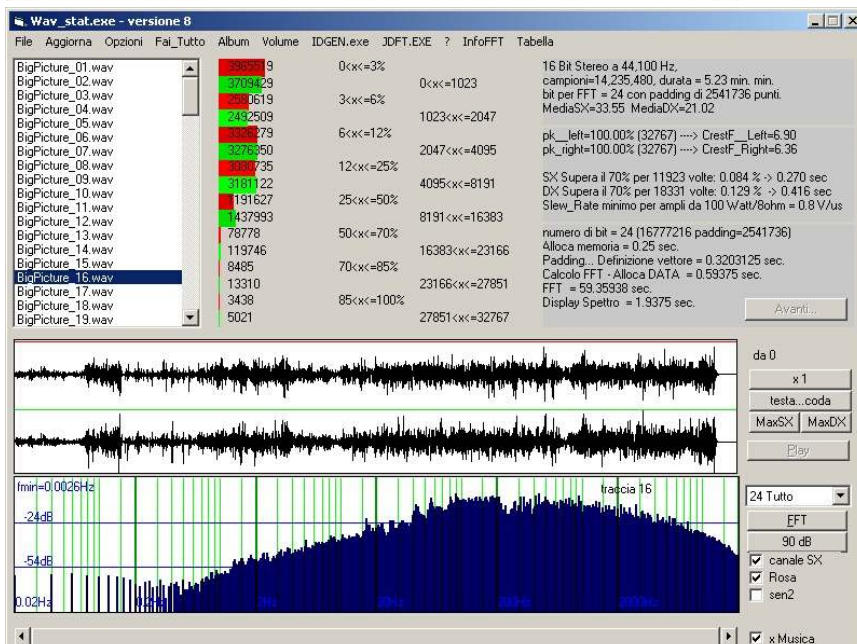 Wav_stat.exe - versione 8
File Aggiorna Opzioni Fai_Tutto Album Volume IDGEN.exe JDFT.EXE ? InfoFFT Tabella
BigPicture_01.wav
BigPicture_02.wav
BigPicture_03.wav
BigPicture_04.wav
BigPicture_05.wav
BigPicture_06.wav
BigPicture_07.wav
BigPicture_08.wav
BigPicture_09.wav
BigPicture_10.wav
BigPicture_11.wav
BigPicture_12.wav
BigPicture_13.wav
BigPicture_14.wav
BigPicture_15.wav
BigPicture_16.wav
BigPicture_17.wav
BigPicture_18.wav
BigPicture_19.wav
3965519 0<x<=3%
3709429 0<x<=1023
2580619 3<x<=6%
2492509 1023<x<=2047
3326279 6<x<=12%
3276350 2047<x<=4095
3080735 12<x<=25%
3181122 4095<x<=8191
1191627 25<x<=50%
1437993 8191<x<=16383
78778 50<x<=70%
119746 16383<x<=23166
8485 70<x<=85%
13310 23166<x<=27851
3438 85<x<=100%
5021 27851<x<=32767
16 Bit Stereo a 44,100 Hz,
campioni=14,235,480, durata = 5.23 min. min.
bit per FFT = 24 con padding di 2541736 punti.
MediaSX=33.55 MediaDX=21.02
pk__left=100.00% (32767) ----> CrestF__Left=6.90
pk_right=100.00% (32767) ----> CrestF_Right=6.36
SX Supera il 70% per 11923 volte: 0.084 % -> 0.270 sec
DX Supera il 70% per 18331 volte: 0.129 % -> 0.416 sec
Slew_Rate minimo per ampli da 100 Watt/8ohm = 0.8 V/us
numero di bit = 24 (16777216 padding=2541736)
Alloca memoria = 0.25 sec.
Padding... Definizione vettore = 0.3203125 sec.
Calcolo FFT - Alloca DATA = 0.59375 sec.
FFT = 59.35938 sec.
Display Spettro = 1.9375 sec.
Avanti...
da 0
x 1
testa...coda
MaxSX MaxDX
Play
fmin=0.0026Hz
traccia 16
-24dB
-54dB
0.02Hz 0.2Hz 2Hz 20Hz 200Hz 2000Hz
24 Tutto
FFT
90 dB
canale SX
Rosa
sen2
x Musica